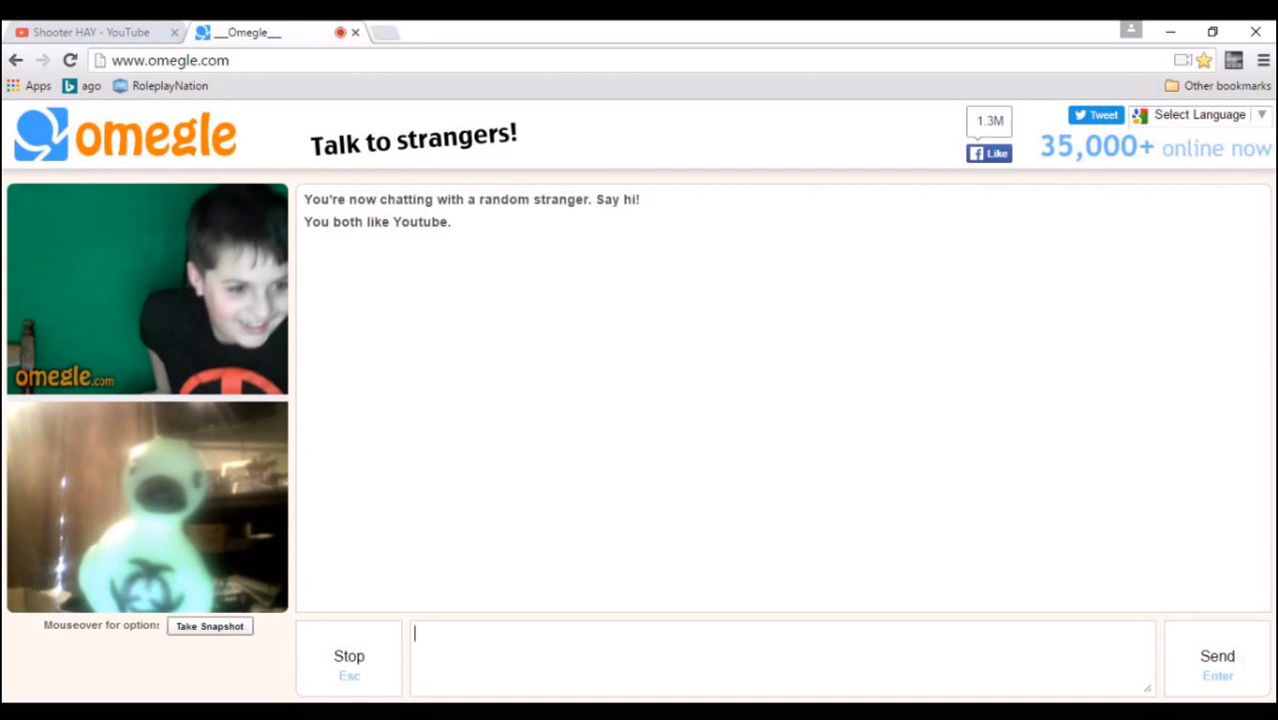 Shooter HAY - YouTube
__Omegle__
www.omegle.com
Apps
ago
RoleplayNation
Other bookmarks
omegle
Talk to strangers!
1.3M
Like
Tweet
Select Language
35,000+ online now
You're now chatting with a random stranger. Say hi!
You both like Youtube.
omegle.com
Mouseover for option:
Take Snapshot
Stop
Esc
Send
Enter